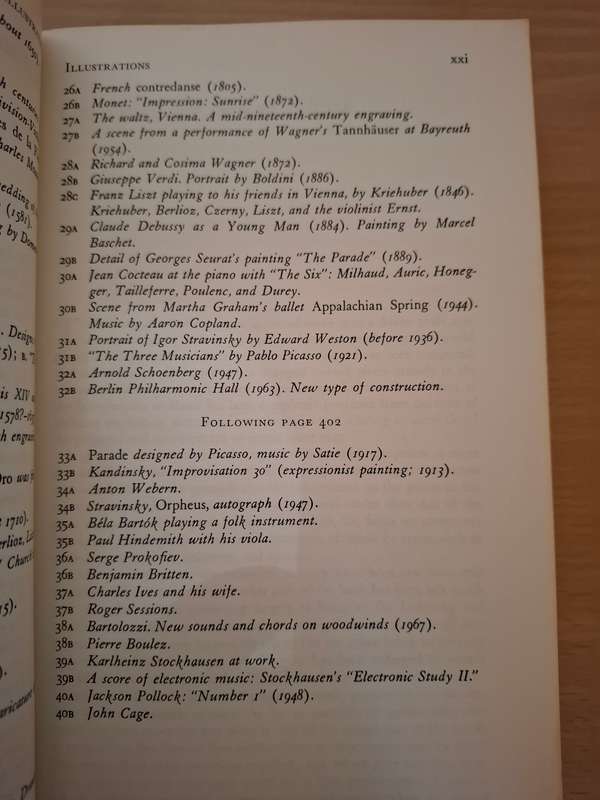 ILLUSTRATIONS xxi
26A French contredanse (1805).
26B Monet: "Impression: Sunrise" (1872).
27A The waltz, Vienna. A mid-nineteenth-century engraving.
27B A scene from a performance of Wagner's Tannhäuser at Bayreuth
(1954).
28A Richard and Cosima Wagner (1872).
28B Giuseppe Verdi. Portrait by Boldini (1886).
28C Franz Liszt playing to his friends in Vienna, by Kriehuber (1846).
Kriehuber, Berlioz, Czerny, Liszt, and the violinist Ernst.
29A Claude Debussy as a Young Man (1884). Painting by Marcel
Baschet.
29B Detail of Georges Seurat's painting "The Parade" (1889).
30A Jean Cocteau at the piano with "The Six": Milhaud, Auric, Honeg-
ger, Tailleferre, Poulenc, and Durey.
30B Scene from Martha Graham's ballet Appalachian Spring (1944).
Music by Aaron Copland.
31A Portrait of Igor Stravinsky by Edward Weston (before 1936).
31B "The Three Musicians" by Pablo Picasso (1921).
32A Arnold Schoenberg (1947).
32B Berlin Philharmonic Hall (1963). New type of construction.
FOLLOWING PAGE 402
33A Parade designed by Picasso, music by Satie (1917).
33B Kandinsky, "Improvisation 30" (expressionist painting; 1913).
34A Anton Webern.
34B Stravinsky, Orpheus, autograph (1947).
35A Béla Bartók playing a folk instrument.
35B Paul Hindemith with his viola.
36A Serge Prokofiev.
36B Benjamin Britten.
37A Charles Ives and his wife.
37B Roger Sessions.
38A Bartolozzi. New sounds and chords on woodwinds (1967).
38B Pierre Boulez.
39A Karlheinz Stockhausen at work.
39B A score of electronic music: Stockhausen's "Electronic Study II."
40A Jackson Pollock: "Number 1" (1948).
40B John Cage.